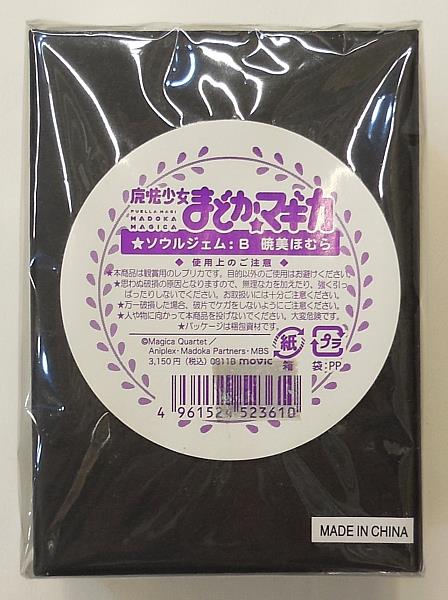 魔法少女
まどか★マギカ
PUELLA MAGI
MADOKA
MAGICA
★ソウルジェム：B 暁美ほむら
◆ 使用上のご注意 ◆
★本商品は観賞用のレプリカです。目的以外のご使用はお避けください。
★思わぬ破損の原因となりますので、無理な力を加えたり、強く引っ
ぱったりしないでください。お取扱いには十分ご注意ください。
★万一破損した場合、破片でケガをしないようにご注意ください。
★人や物に向かって本商品を投げないでください。大変危険です。
★パッケージは梱包資材です。
©Magica Quartet／
Aniplex・Madoka Partners・MBS
3,150円（税込）0911B movic
紙
箱
プラ
袋:PP
4 961524 523610
MADE IN CHINA